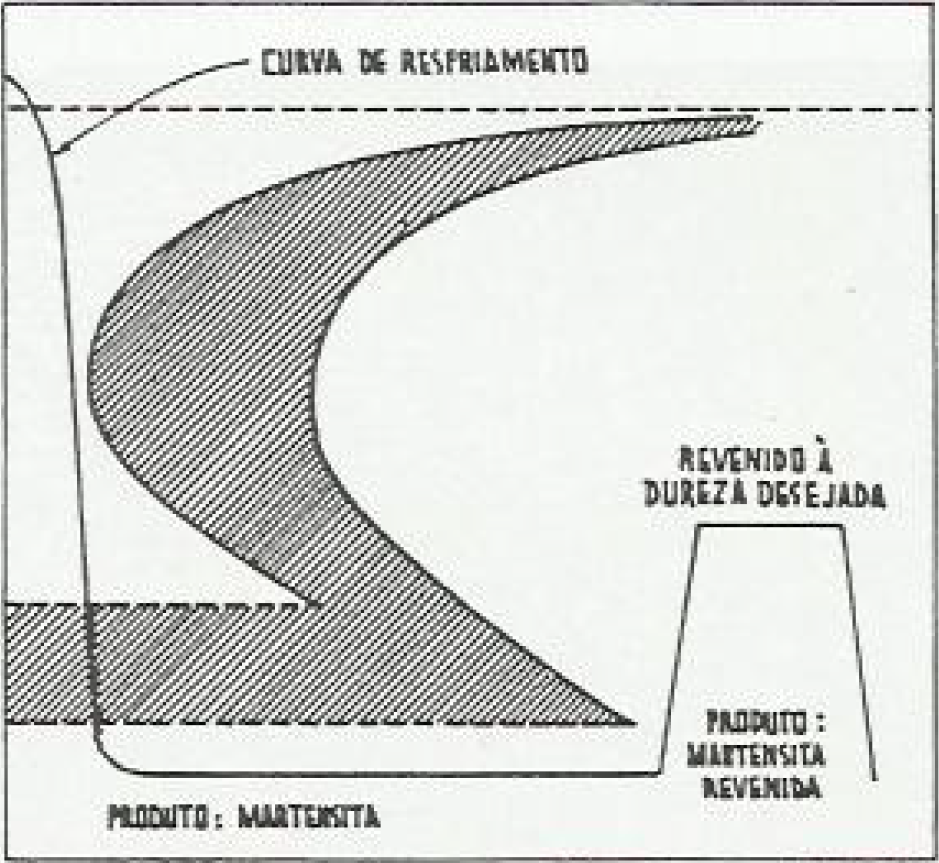 CURVA DE RESFRIAMENTO
REVENIDO À
DUREZA DESEJADA
PRODUTO:
MARTENSITA
REVENIDA
PRODUTO: MARTENSITA